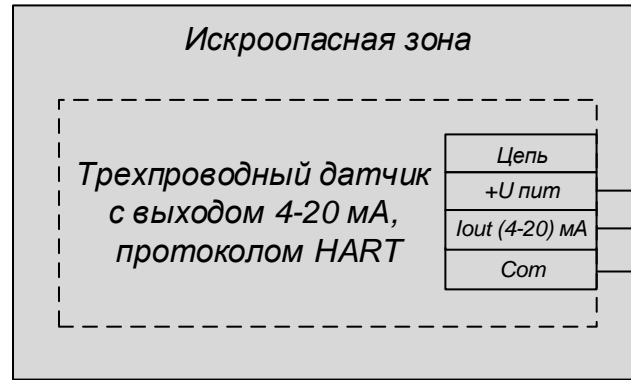 Искроопасная зона
Трехпроводный датчик
с выходом 4-20 мА,
протоколом HART
Цепь
+U пит
Iout (4-20) мА
Com